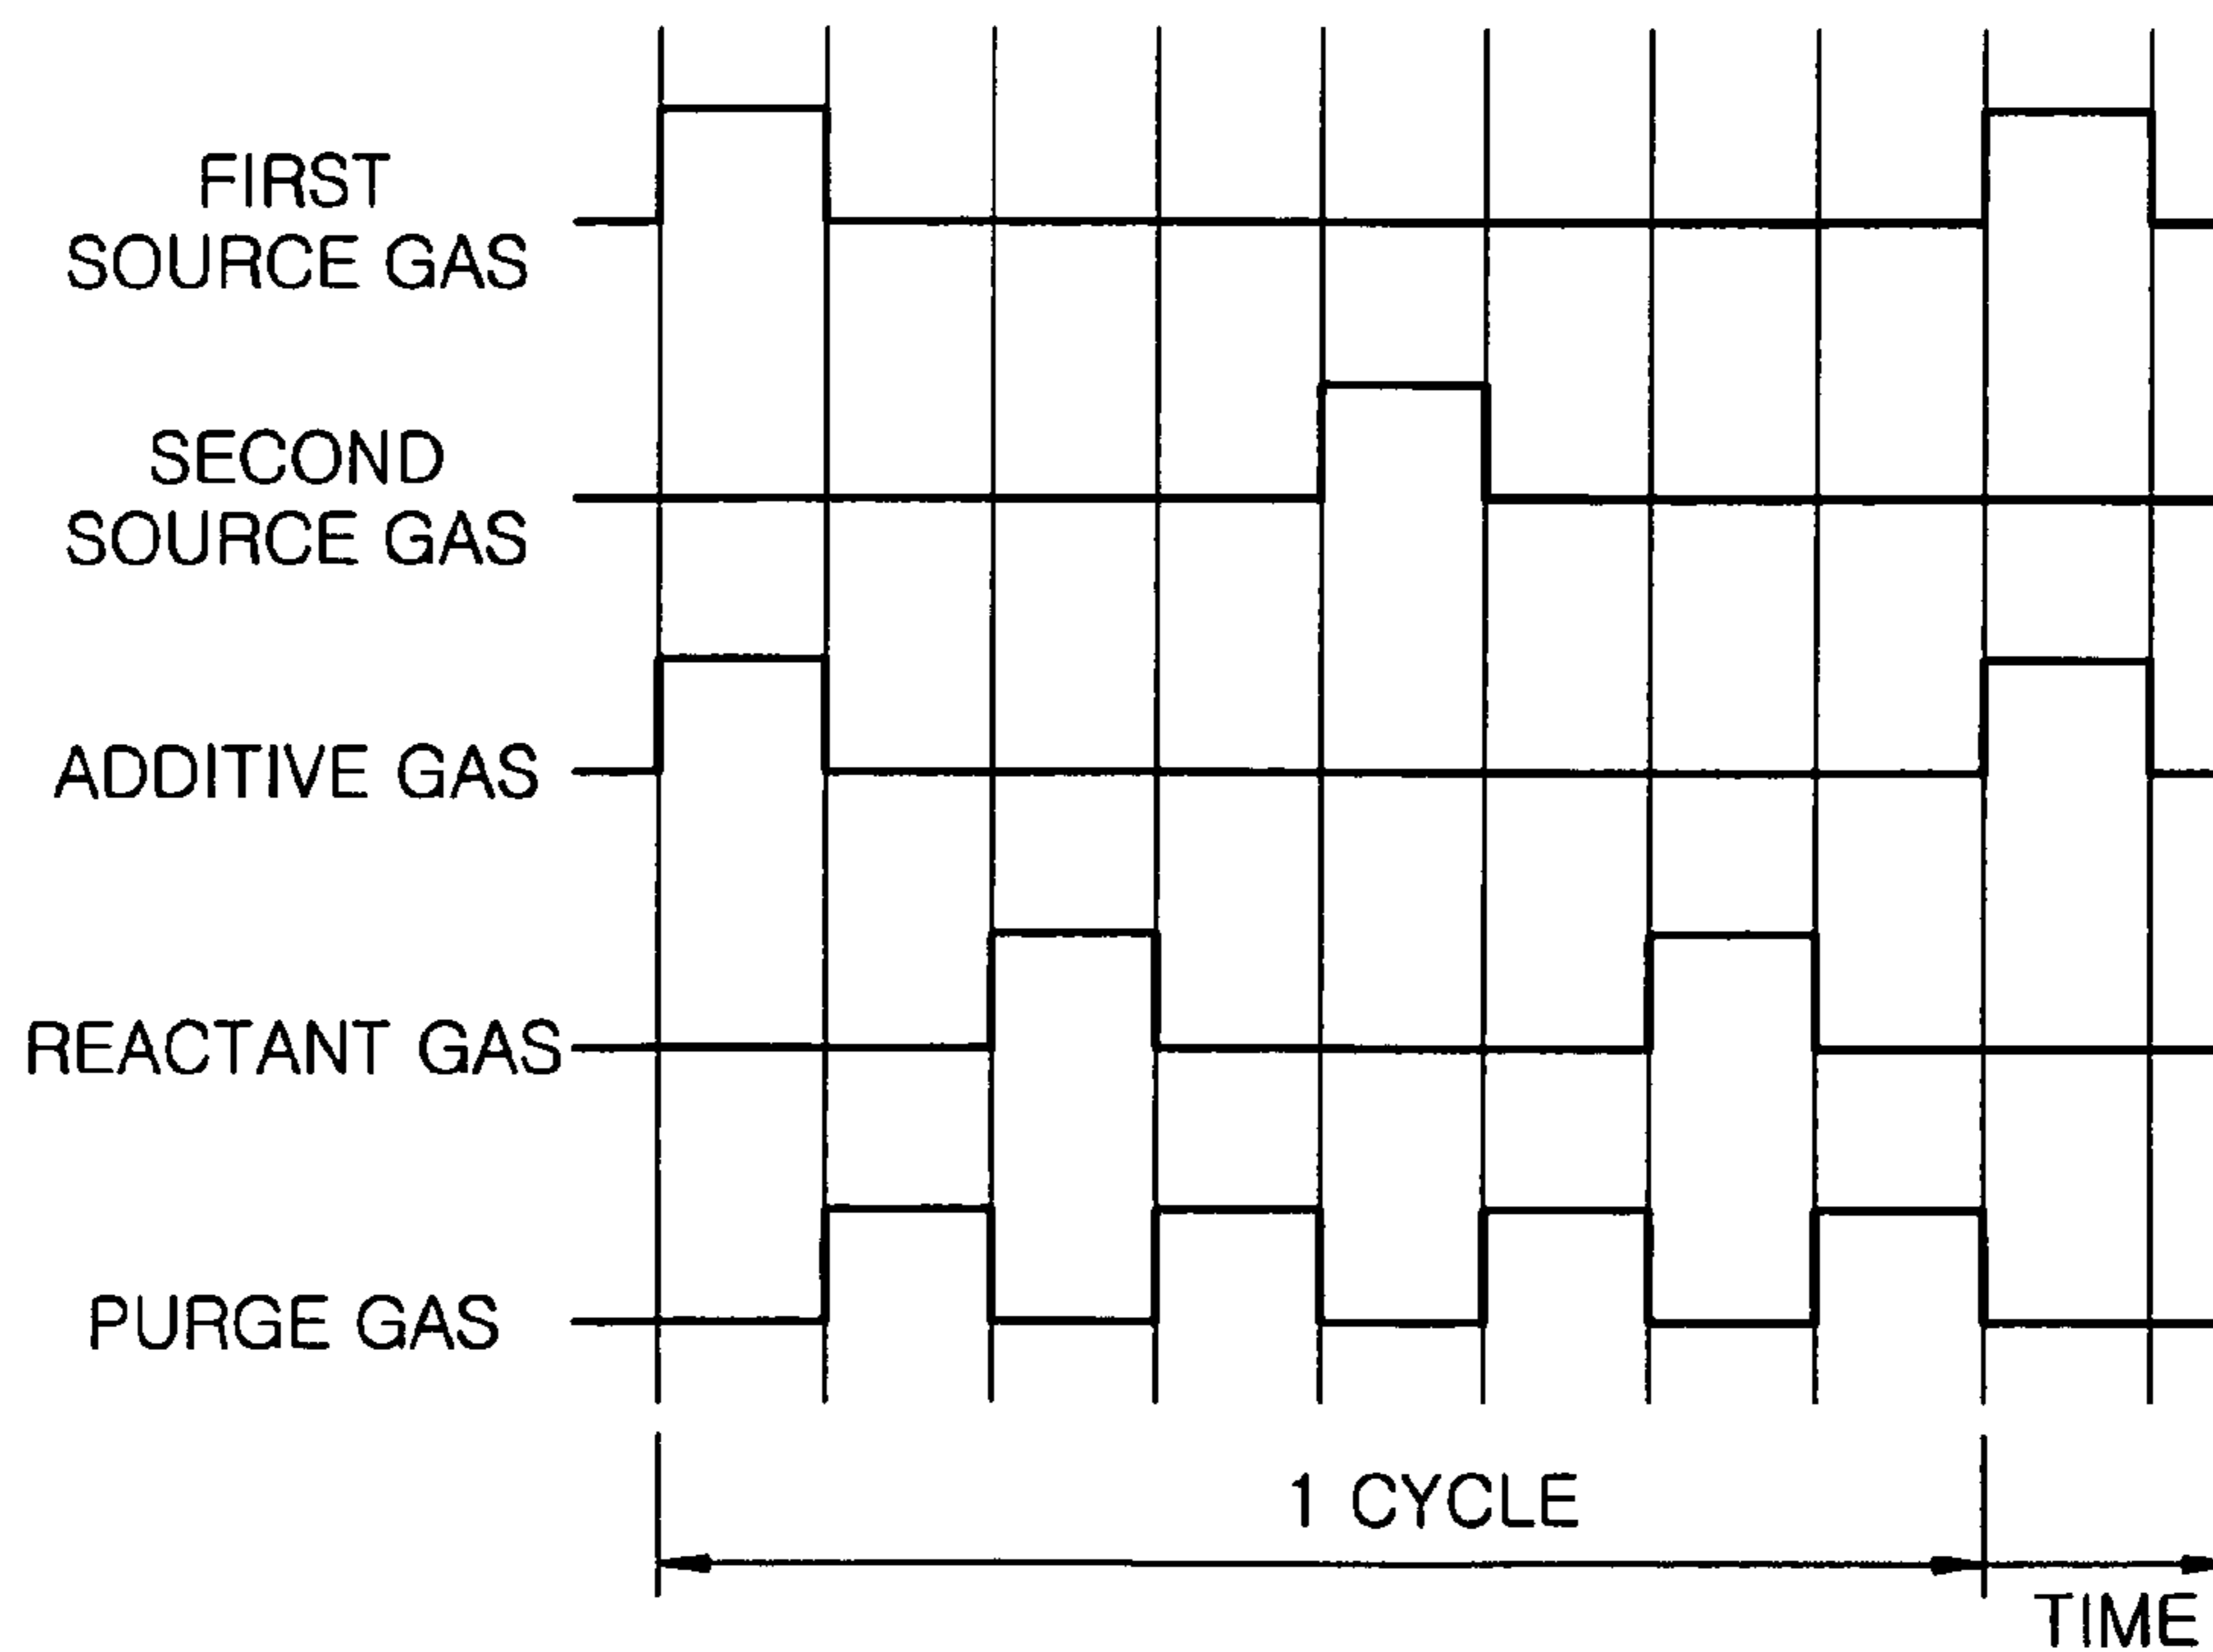 FIRST
SOURCE GAS
SECOND
SOURCE GAS
ADDITIVE GAS
REACTANT GAS
PURGE GAS
1 CYCLE
TIME